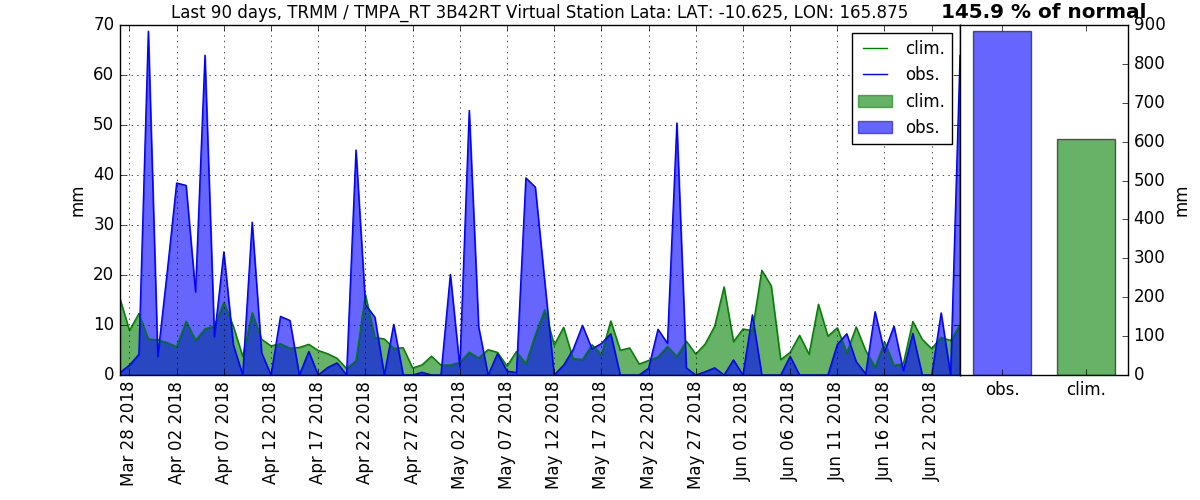 Last 90 days, TRMM / TMPA_RT 3B42RT Virtual Station Lata: LAT: -10.625, LON: 165.875
145.9 % of normal
70
60
50
40
30
20
10
0
mm
clim.
obs.
clim.
obs.
900
800
700
600
500
400
300
200
100
0
mm
obs.
clim.
Mar 28 2018
Apr 02 2018
Apr 07 2018
Apr 12 2018
Apr 17 2018
Apr 22 2018
Apr 27 2018
May 02 2018
May 07 2018
May 12 2018
May 17 2018
May 22 2018
May 27 2018
Jun 01 2018
Jun 06 2018
Jun 11 2018
Jun 16 2018
Jun 21 2018